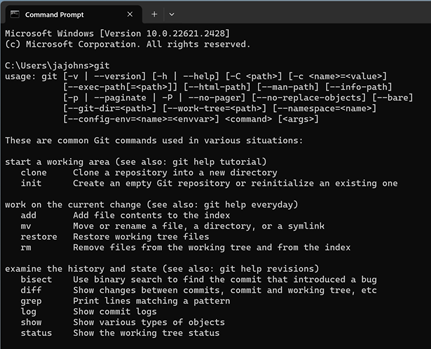 Command Prompt
Microsoft Windows [Version 10.0.22621.2428]
(c) Microsoft Corporation. All rights reserved.
C:\Users\jajohns>git
usage: git [-v | --version] [-h | --help] [-C <path>] [-c <name>=<value>]
[--exec-path[=<path>]] [--html-path] [--man-path] [--info-path]
[-p | --paginate | -P | --no-pager] [--no-replace-objects] [--bare]
[--git-dir=<path>] [--work-tree=<path>] [--namespace=<name>]
[--config-env=<name>=<envvar>] <command> [<args>]
These are common Git commands used in various situations:
start a working area (see also: git help tutorial)
clone Clone a repository into a new directory
init Create an empty Git repository or reinitialize an existing one
work on the current change (see also: git help everyday)
add Add file contents to the index
mv Move or rename a file, a directory, or a symlink
restore Restore working tree files
rm Remove files from the working tree and from the index
examine the history and state (see also: git help revisions)
bisect Use binary search to find the commit that introduced a bug
diff Show changes between commits, commit and working tree, etc
grep Print lines matching a pattern
log Show commit logs
show Show various types of objects
status Show the working tree status